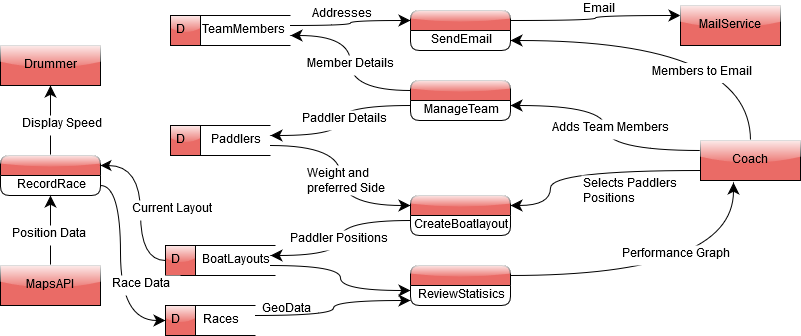 Addresses
Email
D
TeamMembers
SendEmail
MailService
Drummer
Member Details
Members to Email
ManageTeam
Paddler Details
Display Speed
Adds Team Members
D
Paddlers
Coach
RecordRace
Weight and
preferred Side
Selects Paddlers
Positions
Current Layout
CreateBoatlayout
Position Data
Paddler Positions
Performance Graph
D
BoatLayouts
MapsAPI
Race Data
ReviewStatisics
GeoData
D
Races